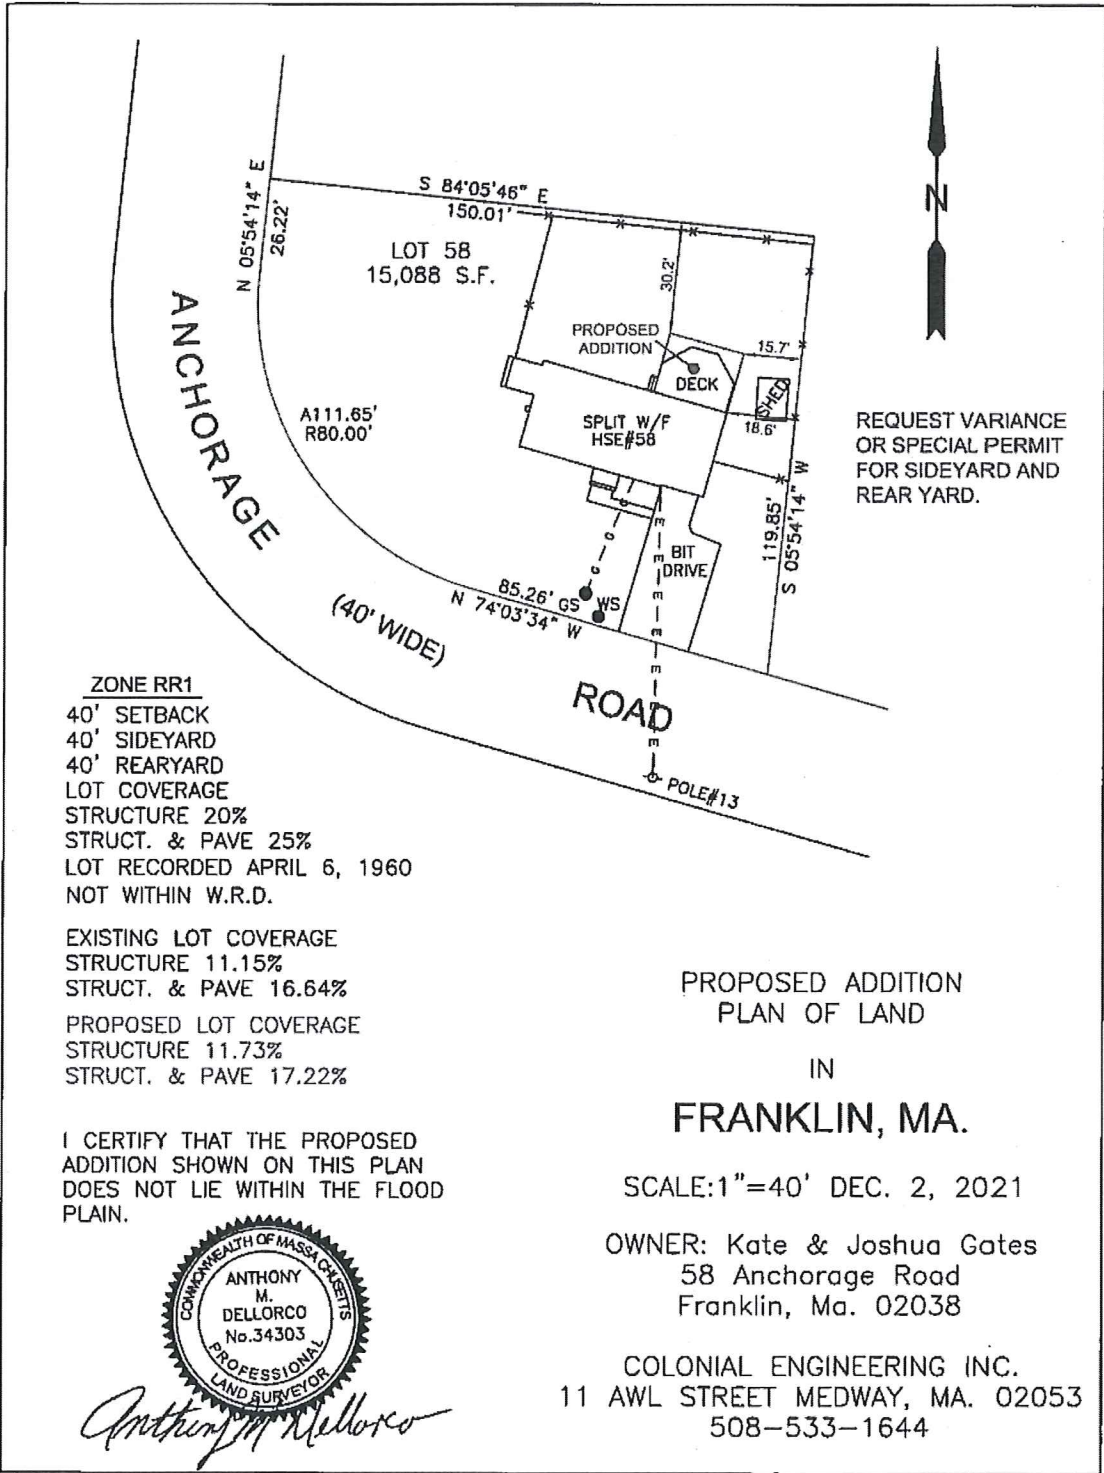 S 84°05'46" E
150.01'
N 05°54'14" E
26.22'
LOT 58
15,088 S.F.
30.2'
N
PROPOSED
ADDITION
15.7'
DECK
SHED
18.6'
SPLIT W/F
HSE#58
A111.65'
R80.00'
REQUEST VARIANCE
OR SPECIAL PERMIT
FOR SIDEYARD AND
REAR YARD.
119.85'
S 05°54'14" W
BIT
DRIVE
G G G
E E E E E E E E
85.26'
N 74°03'34" W
GS
WS
ANCHORAGE
(40' WIDE)
ROAD
POLE#13
ZONE RR1
40' SETBACK
40' SIDEYARD
40' REARYARD
LOT COVERAGE
STRUCTURE 20%
STRUCT. & PAVE 25%
LOT RECORDED APRIL 6, 1960
NOT WITHIN W.R.D.
EXISTING LOT COVERAGE
STRUCTURE 11.15%
STRUCT. & PAVE 16.64%
PROPOSED LOT COVERAGE
STRUCTURE 11.73%
STRUCT. & PAVE 17.22%
I CERTIFY THAT THE PROPOSED
ADDITION SHOWN ON THIS PLAN
DOES NOT LIE WITHIN THE FLOOD
PLAIN.
COMMONWEALTH OF MASSACHUSETTS
ANTHONY
M.
DELLORCO
No.34303
PROFESSIONAL
LAND SURVEYOR
Anthony M Dellorco
PROPOSED ADDITION
PLAN OF LAND
IN
FRANKLIN, MA.
SCALE:1"=40' DEC. 2, 2021
OWNER: Kate & Joshua Gates
58 Anchorage Road
Franklin, Ma. 02038
COLONIAL ENGINEERING INC.
11 AWL STREET MEDWAY, MA. 02053
508-533-1644